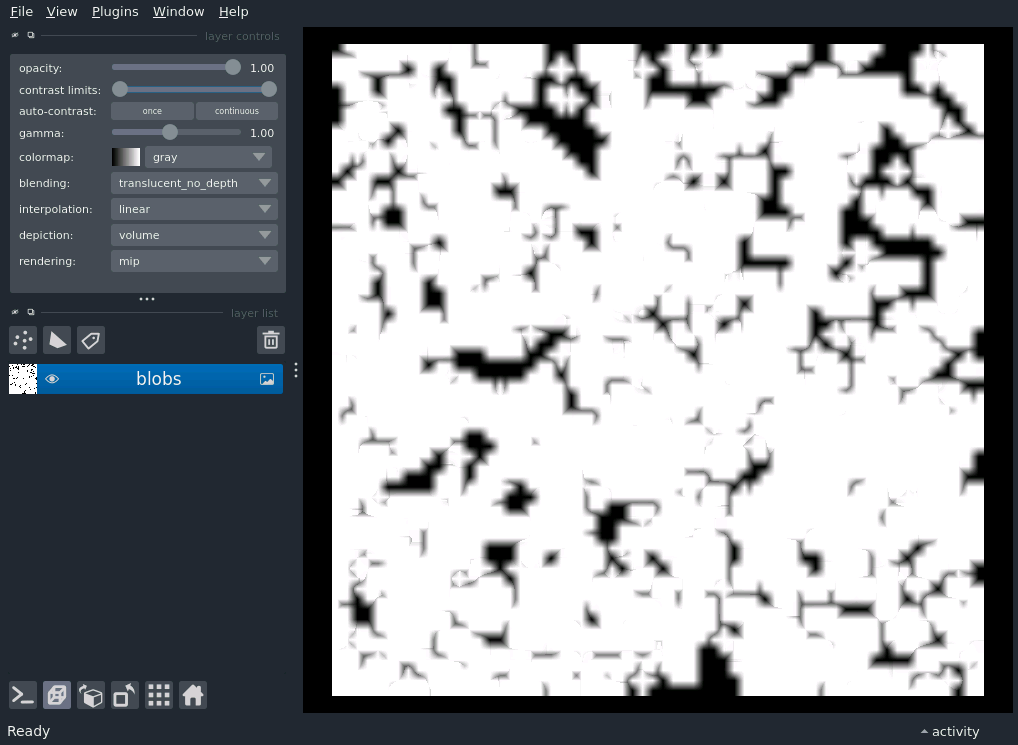 File View Plugins Window Help
layer controls
opacity: 1.00
contrast limits:
auto-contrast: once continuous
gamma: 1.00
colormap: gray
blending: translucent_no_depth
interpolation: linear
depiction: volume
rendering: mip
layer list
blobs
Ready
activity